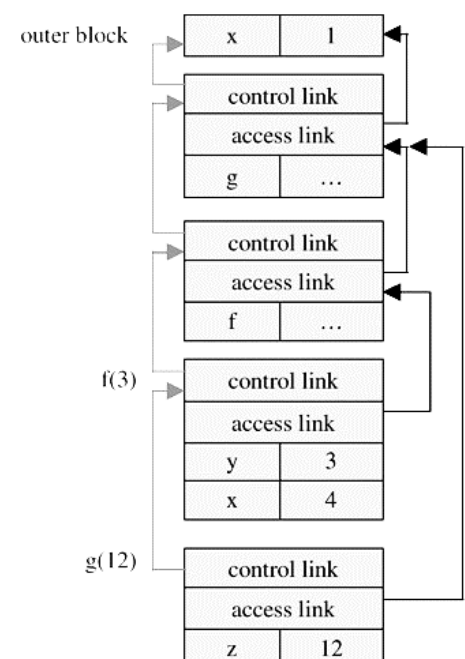 outer block x 1
control link
access link
g ...
control link
access link
f ...
f(3) control link
access link
y 3
x 4
g(12) control link
access link
z 12